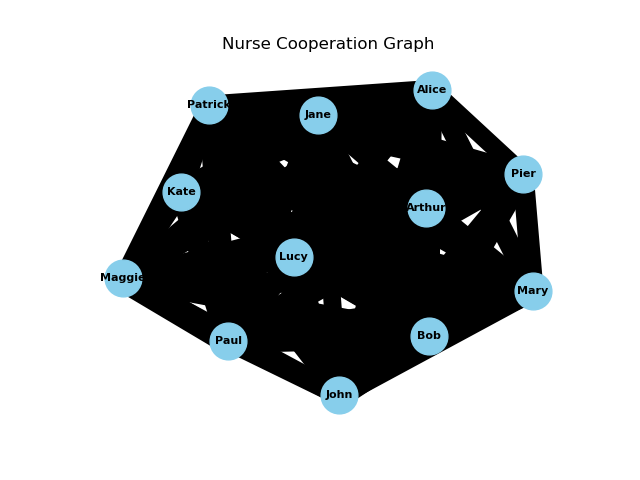 Nurse Cooperation Graph
Alice
Patrick
Jane
Pier
Kate
Arthur
Lucy
Maggie
Mary
Bob
Paul
John